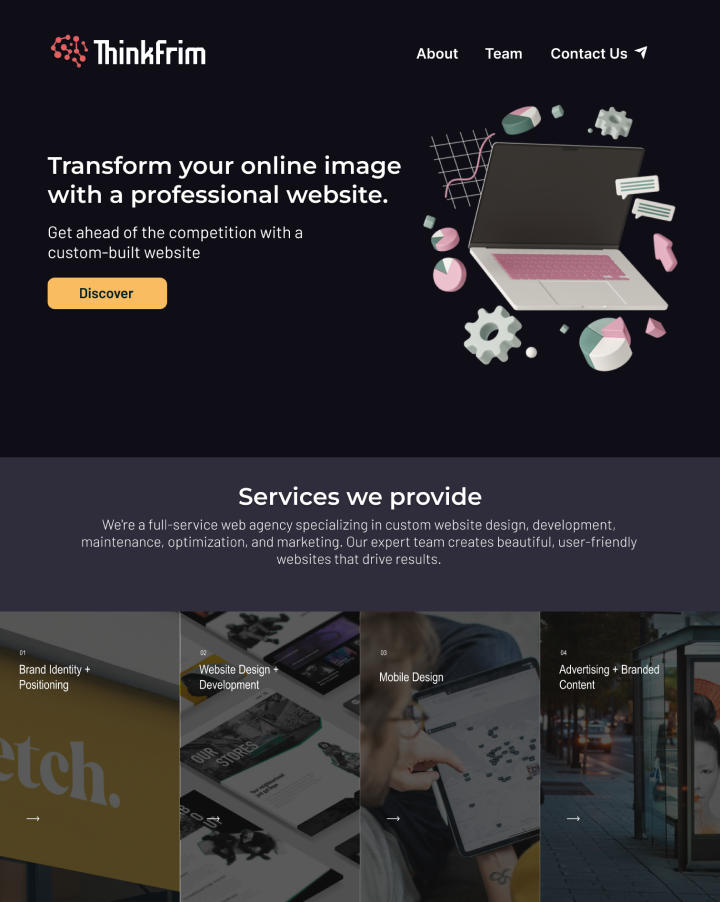 ThinkFrim
About
Team
Contact Us
Transform your online image
with a professional website.
Get ahead of the competition with a
custom-built website
Discover
Services we provide
We're a full-service web agency specializing in custom website design, development,
maintenance, optimization, and marketing. Our expert team creates beautiful, user-friendly
websites that drive results.
01
Brand Identity +
Positioning
etch.
02
Website Design +
Development
OUR
STORES
03
Mobile Design
04
Advertising + Branded
Content